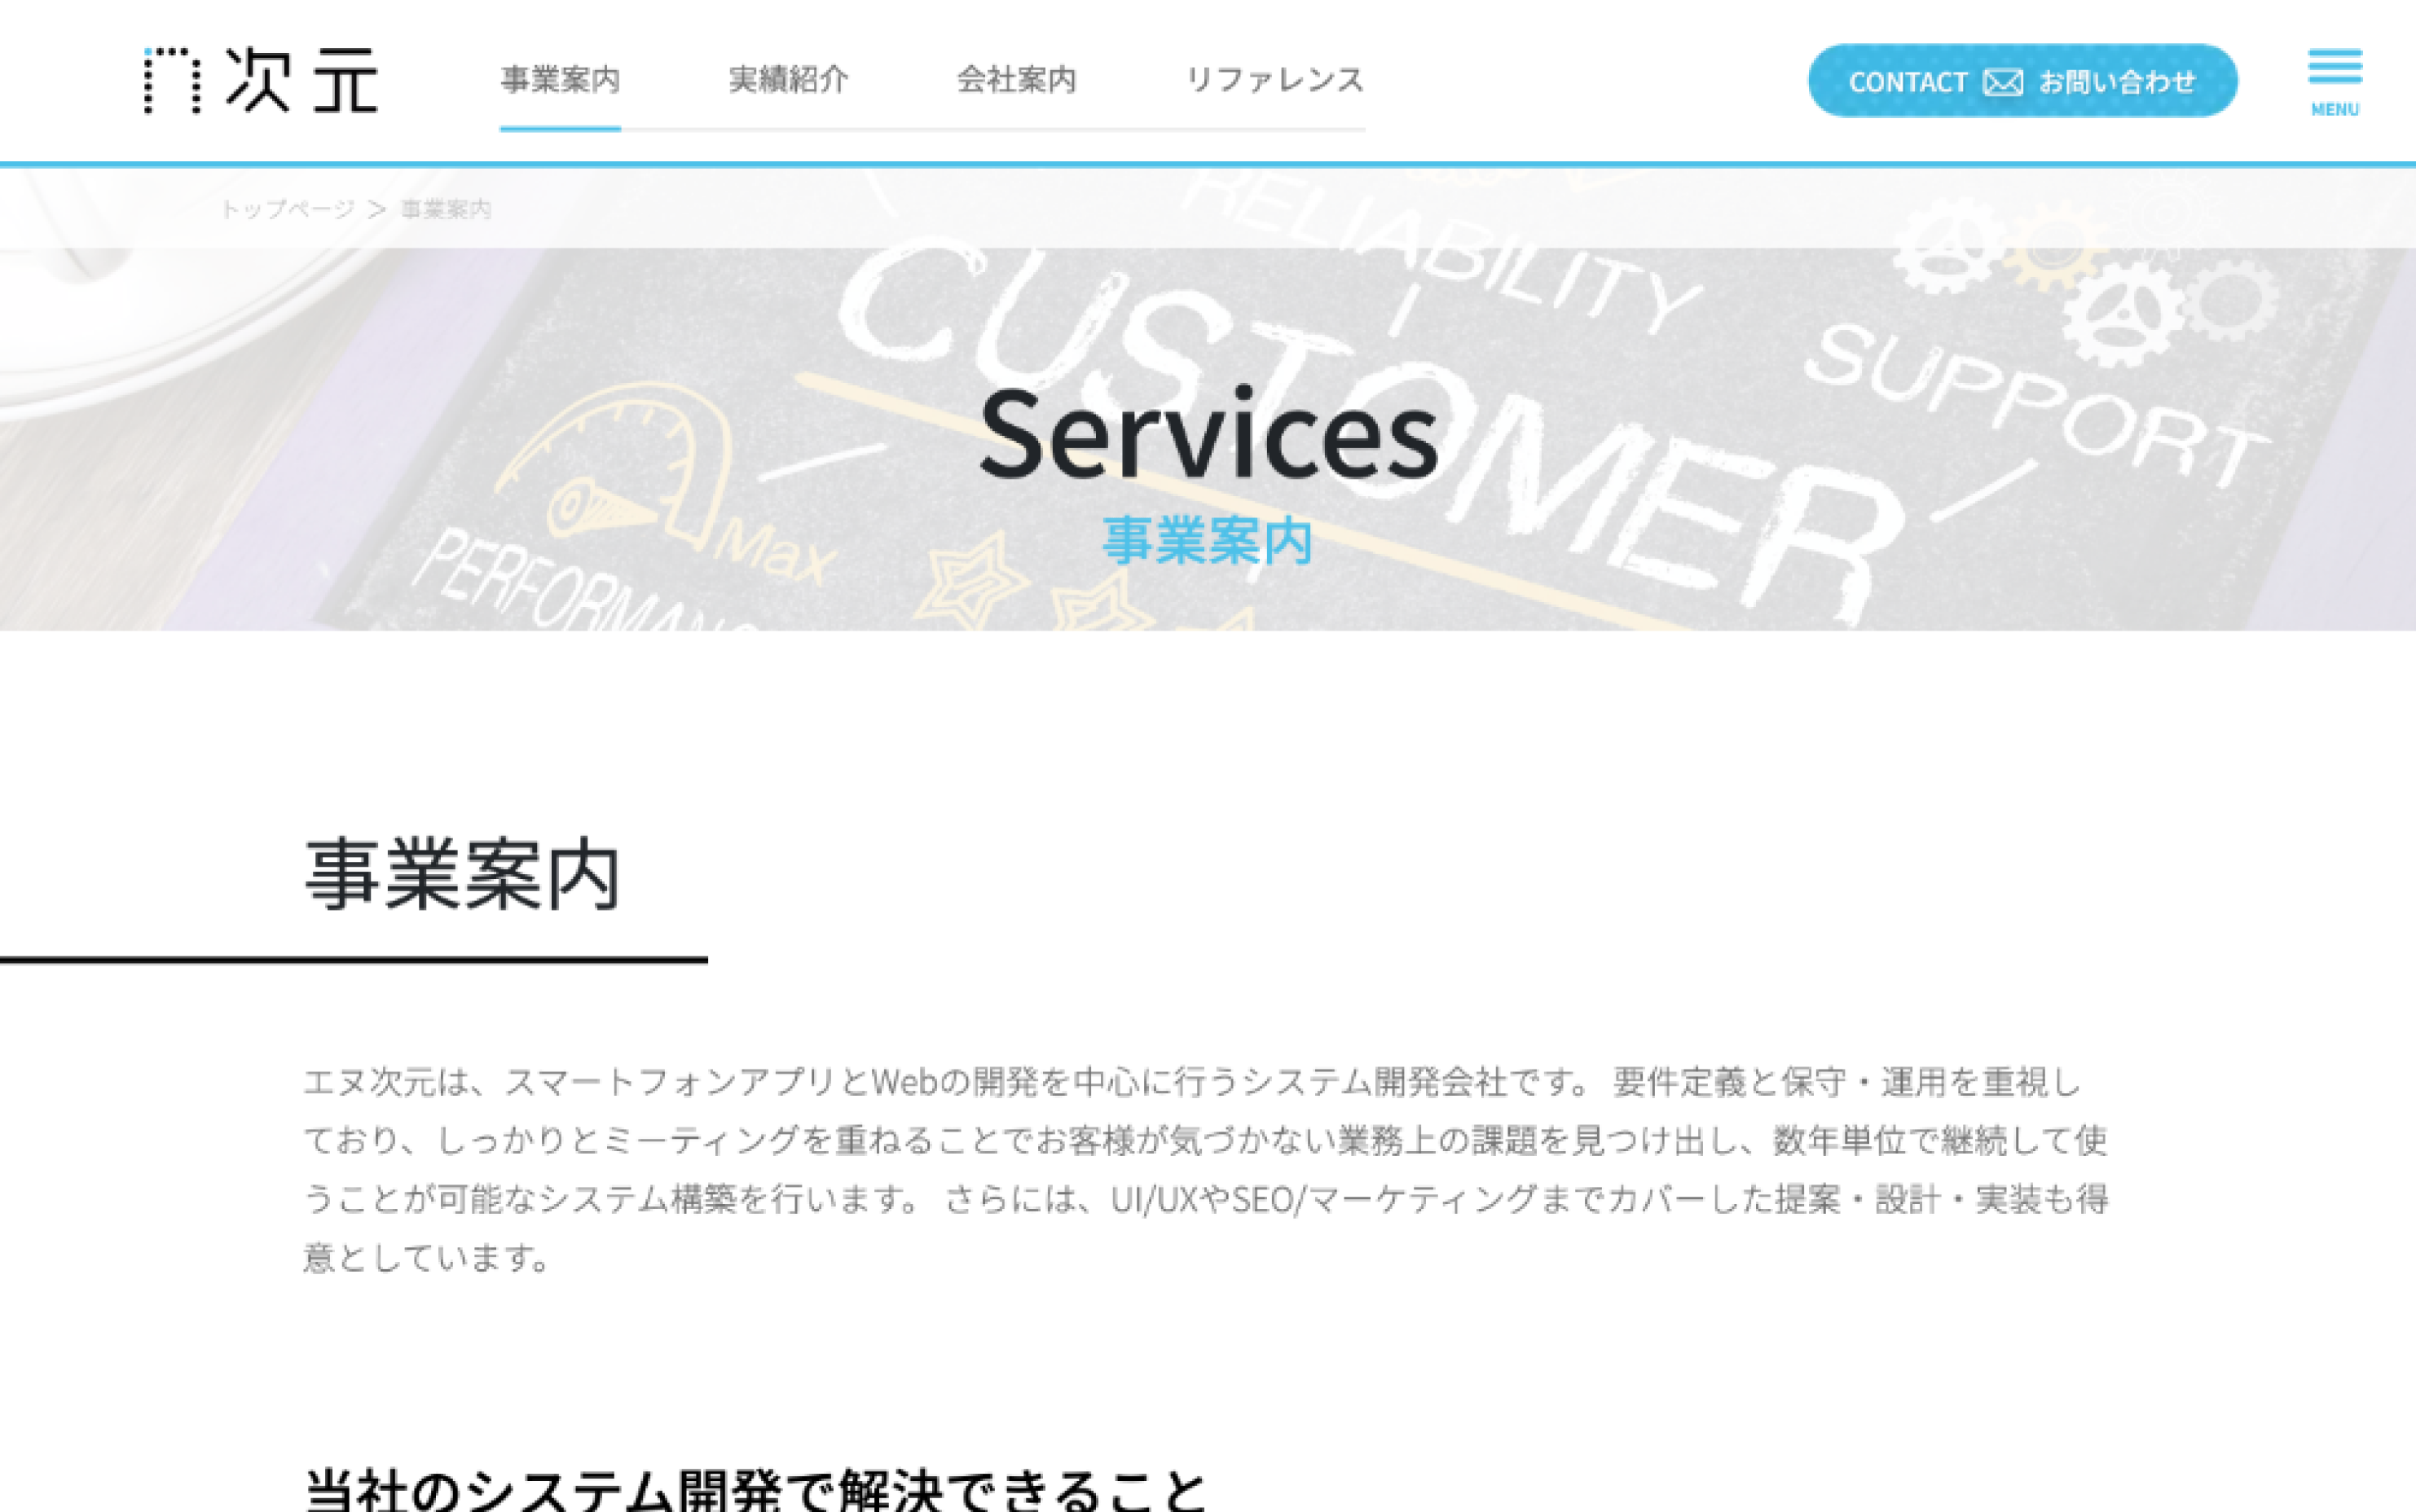 n次元
事業案内
実績紹介
会社案内
リファレンス
CONTACT お問い合わせ
MENU
トップページ > 事業案内
RELIABILITY
CUSTOMER
SUPPORT
Max
Services
事業案内
事業案内
エヌ次元は、スマートフォンアプリとWebの開発を中心に行うシステム開発会社です。 要件定義と保守・運用を重視し
ており、しっかりとミーティングを重ねることでお客様が気づかない業務上の課題を見つけ出し、数年単位で継続して使
うことが可能なシステム構築を行います。 さらには、UI/UXやSEO/マーケティングまでカバーした提案・設計・実装も得
意としています。
当社のシステム開発で解決できること